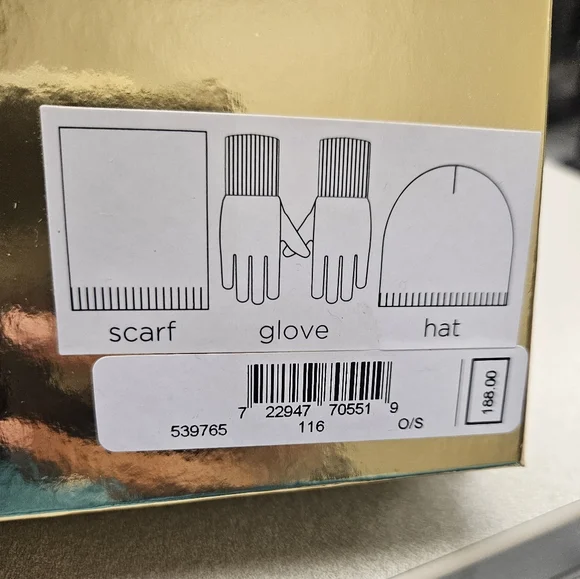 scarf glove hat
7 22947 70551 9
539765 116 O/S
188.00